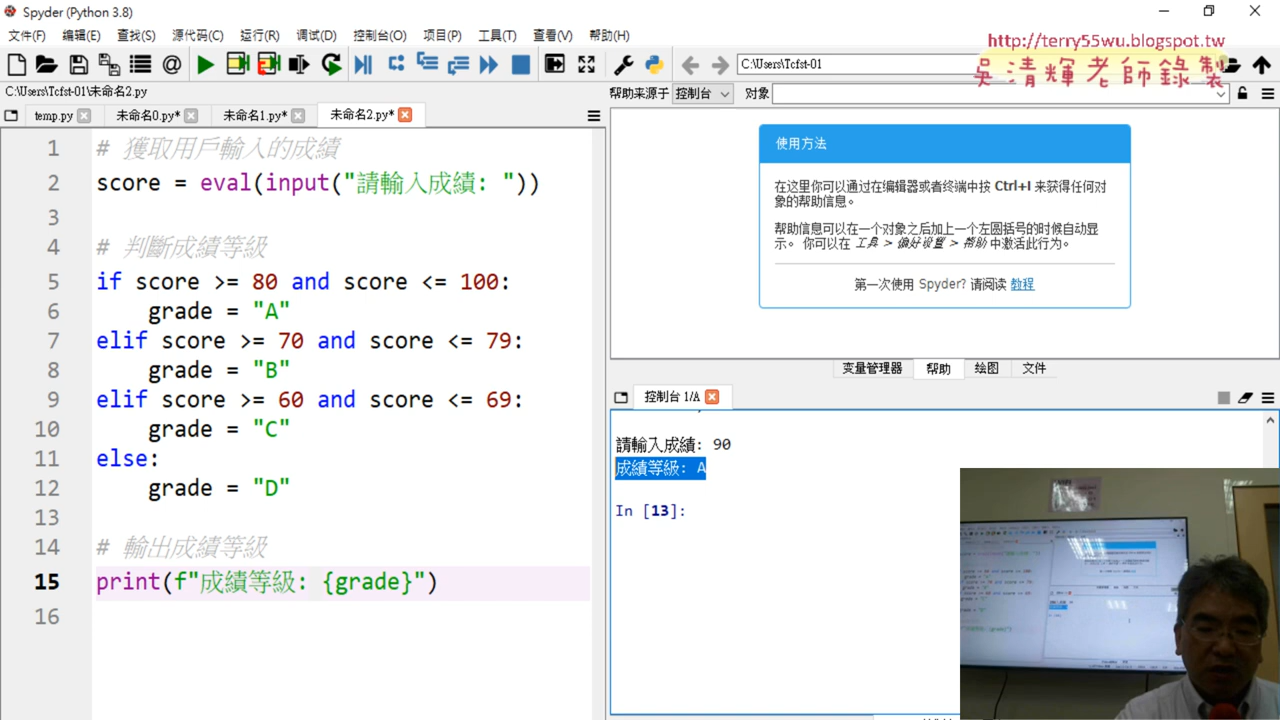 Spyder (Python 3.8)
文件(F) 编辑(E) 查找(S) 源代码(C) 运行(R) 调试(D) 控制台(O) 项目(P) 工具(T) 查看(V) 帮助(H)
http://terry55wu.blogspot.tw
吳清輝老師錄製
C:\Users\Tcfst-01
C:\Users\Tcfst-01\未命名2.py
帮助来源于 控制台 对象
temp.py 未命名0.py* 未命名1.py* 未命名2.py*
1 # 獲取用戶輸入的成績
2 score = eval(input("請輸入成績: "))
3
4 # 判斷成績等級
5 if score >= 80 and score <= 100:
6 grade = "A"
7 elif score >= 70 and score <= 79:
8 grade = "B"
9 elif score >= 60 and score <= 69:
10 grade = "C"
11 else:
12 grade = "D"
13
14 # 輸出成績等級
15 print(f"成績等級: {grade}")
16
使用方法
在这里你可以通过在编辑器或者终端中按 Ctrl+I 来获得任何对
象的帮助信息。
帮助信息可以在一个对象之后加上一个左圆括号的时候自动显
示。 你可以在 工具 > 偏好设置 > 帮助 中激活此行为。
第一次使用 Spyder? 请阅读 教程
变量管理器 帮助 绘图 文件
控制台 1/A
請輸入成績: 90
成績等級: A
In [13]: